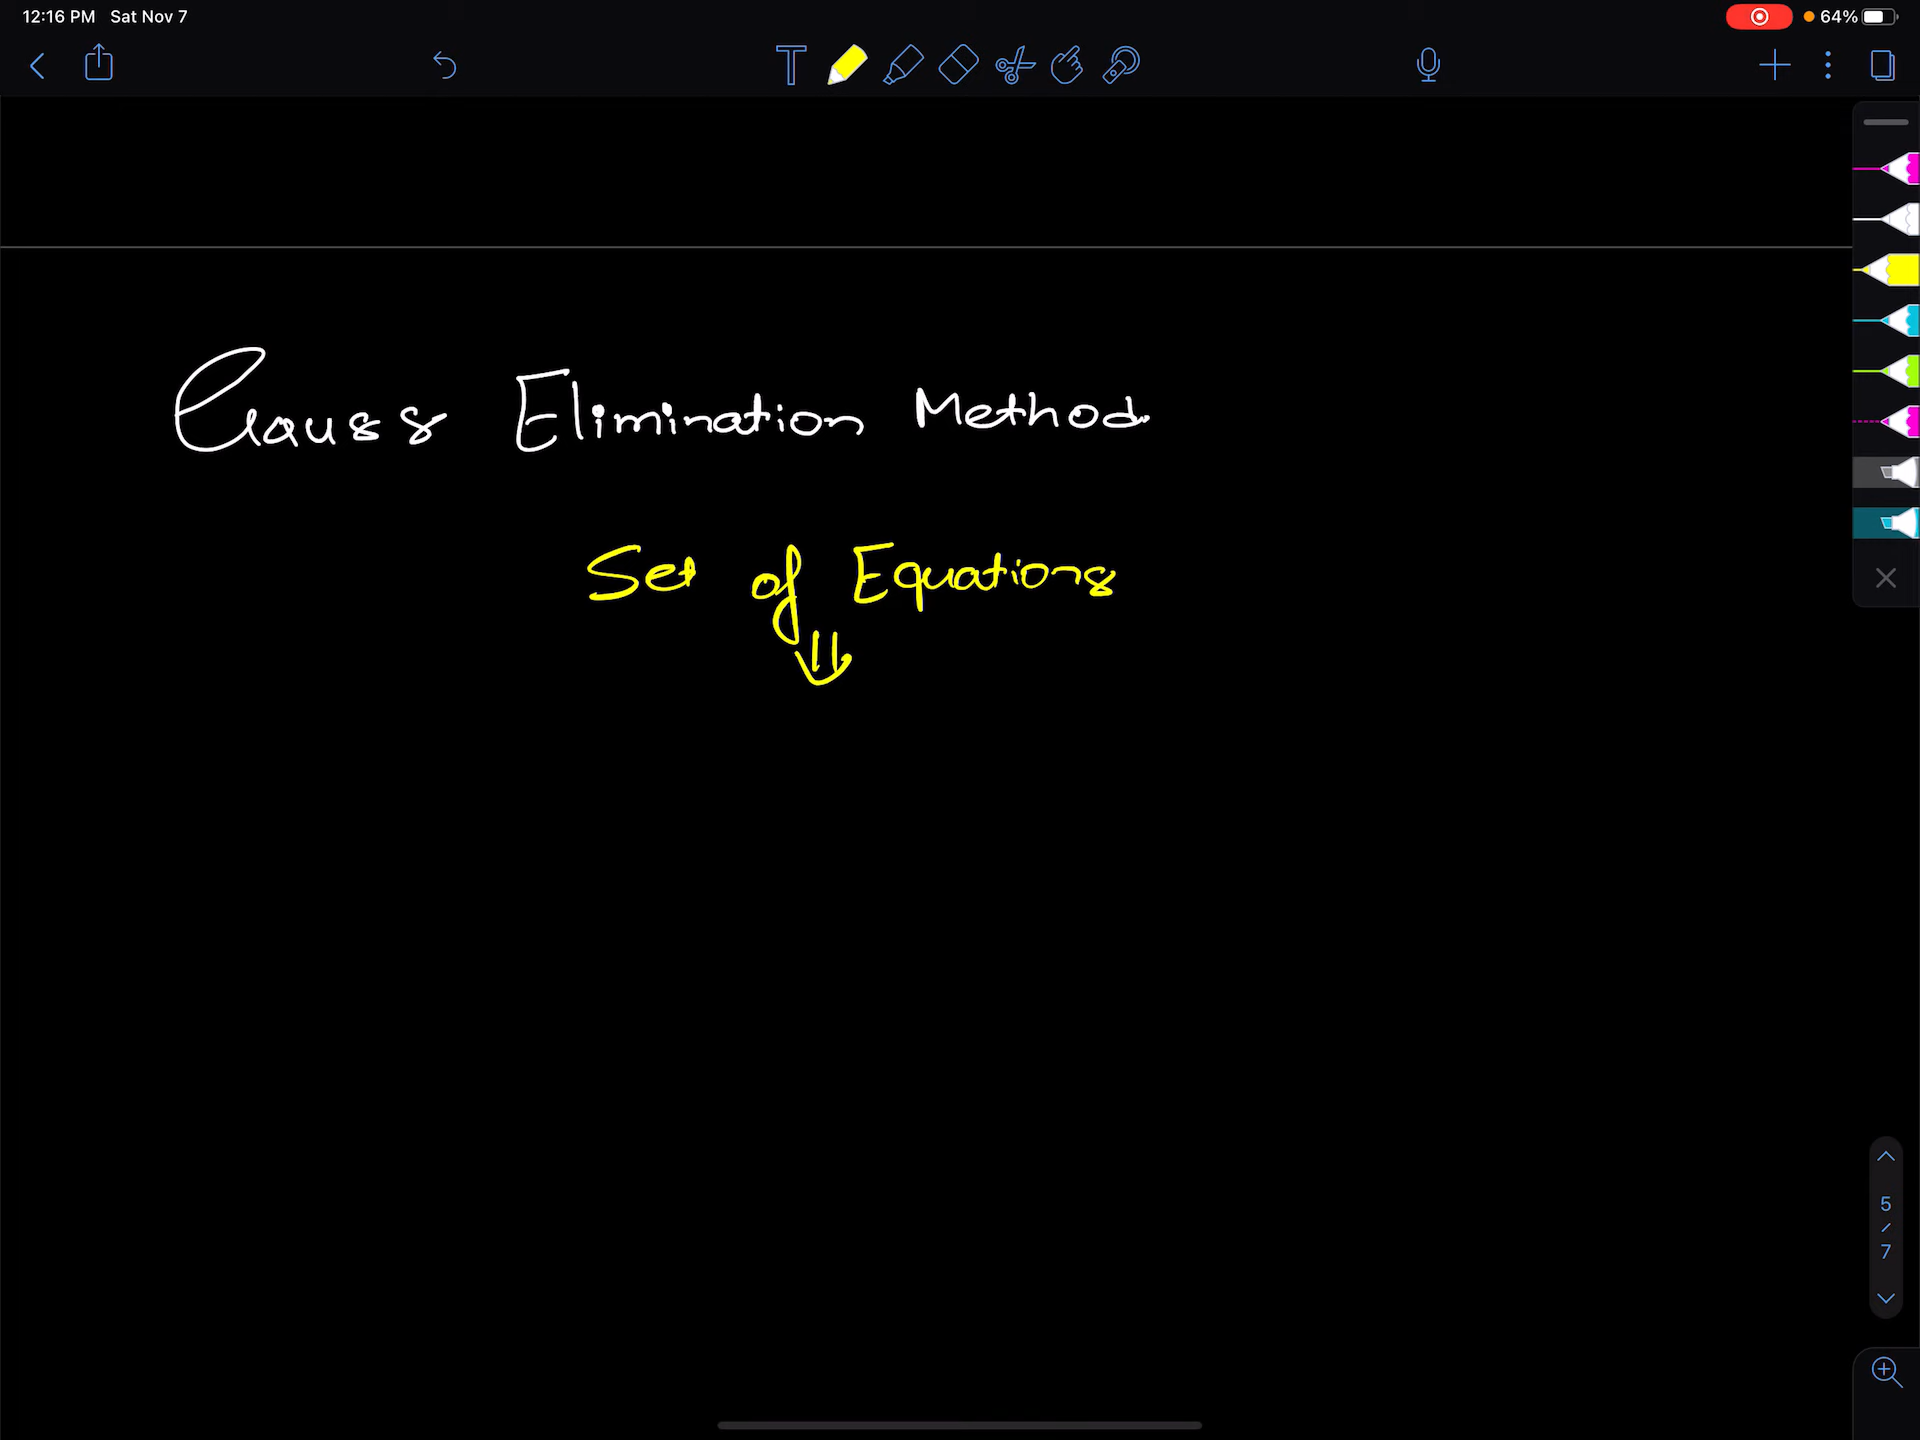 12:16 PM Sat Nov 7
64%
T
Gauss Elimination Method
Set of Equations
5
/
7